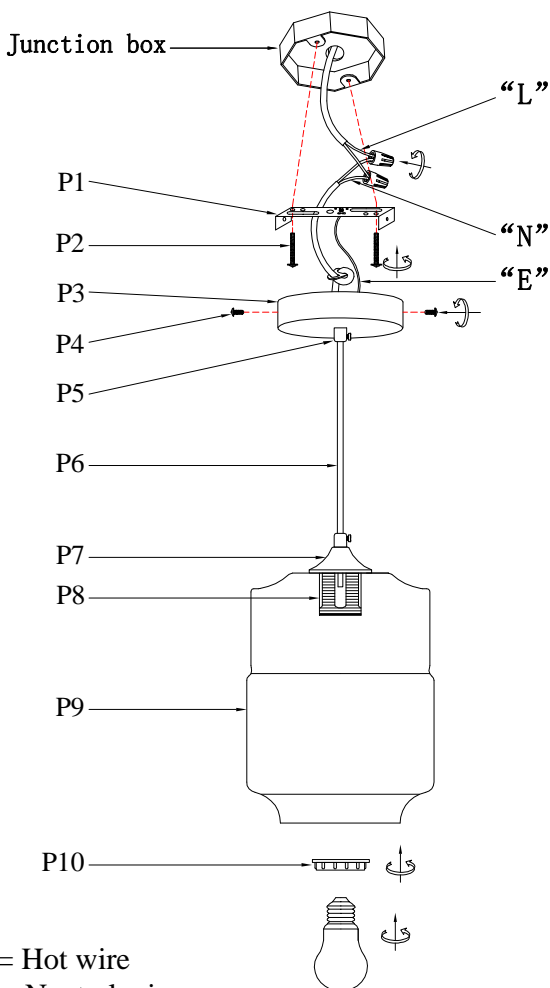 Junction box
“L”
P1
“N”
P2
“E”
P3
P4
P5
P6
P7
P8
P9
P10
= Hot wire